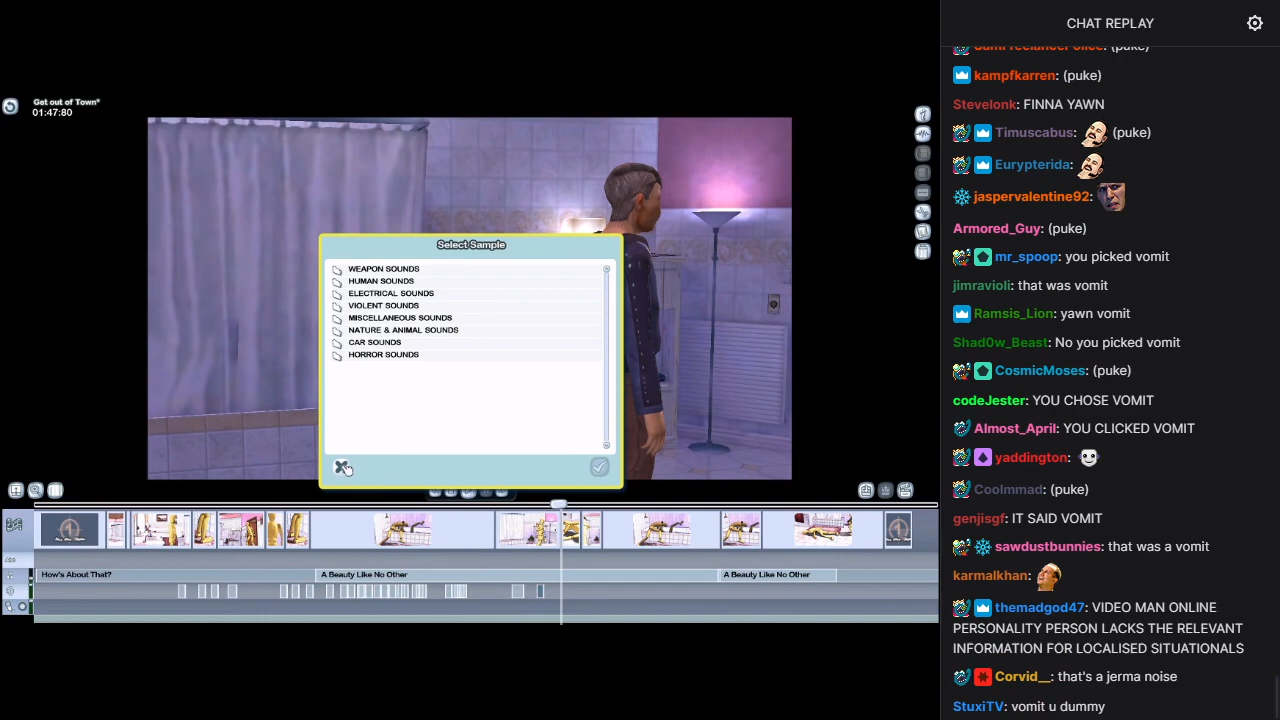 Get out of Town*
01:47:80
Select Sample
WEAPON SOUNDS
HUMAN SOUNDS
ELECTRICAL SOUNDS
VIOLENT SOUNDS
MISCELLANEOUS SOUNDS
NATURE & ANIMAL SOUNDS
CAR SOUNDS
HORROR SOUNDS
How's About That?
A Beauty Like No Other
A Beauty Like No Other
CHAT REPLAY
kampfkarren: (puke)
Stevelonk: FINNA YAWN
Timuscabus: (puke)
Eurypterida:
jaspervalentine92:
Armored_Guy: (puke)
mr_spoop: you picked vomit
jimravioli: that was vomit
Ramsis_Lion: yawn vomit
Shad0w_Beast: No you picked vomit
CosmicMoses: (puke)
codeJester: YOU CHOSE VOMIT
Almost_April: YOU CLICKED VOMIT
yaddington:
Coolmmad: (puke)
genjisgf: IT SAID VOMIT
sawdustbunnies: that was a vomit
karmalkhan:
themadgod47: VIDEO MAN ONLINE
PERSONALITY PERSON LACKS THE RELEVANT
INFORMATION FOR LOCALISED SITUATIONALS
Corvid__: that's a jerma noise
StuxiTV: vomit u dummy